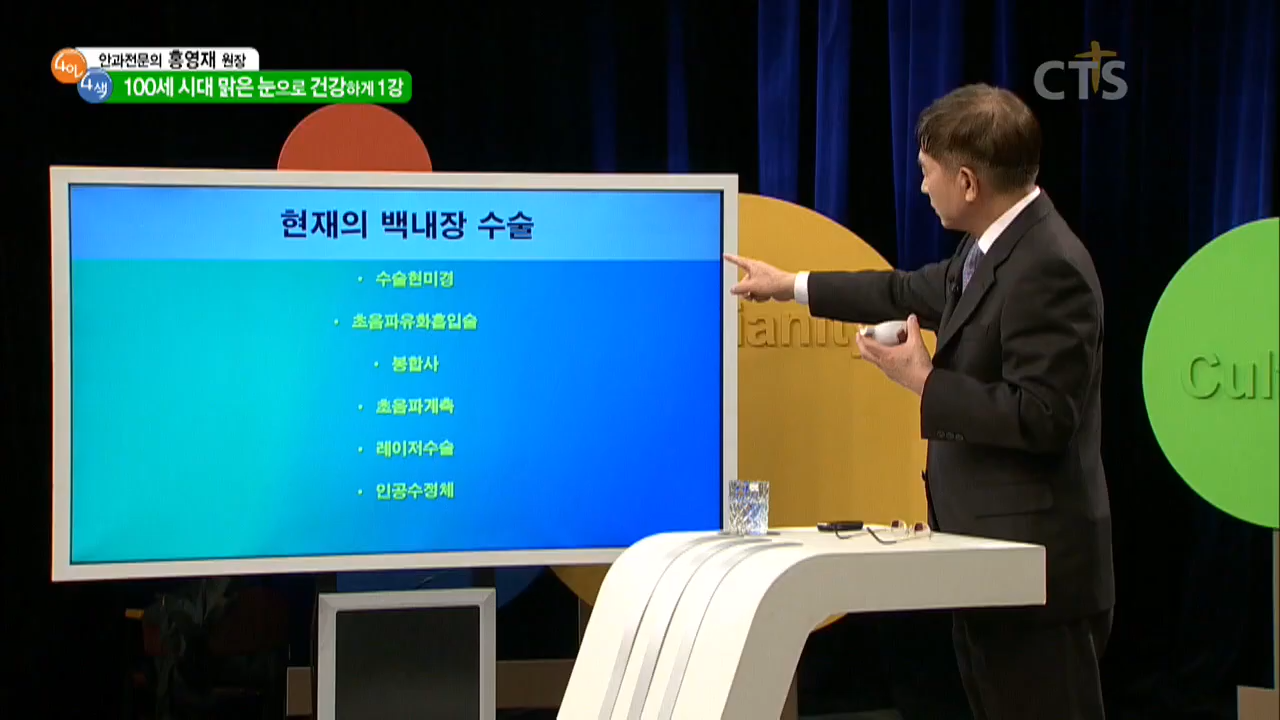 4인
4색
안과전문의 홍영재 원장
100세 시대 맑은 눈으로 건강하게 1강
CTS
현재의 백내장 수술
• 수술현미경
• 초음파유화흡입술
• 봉합사
• 초음파계측
• 레이저수술
• 인공수정체
ianity
Cul